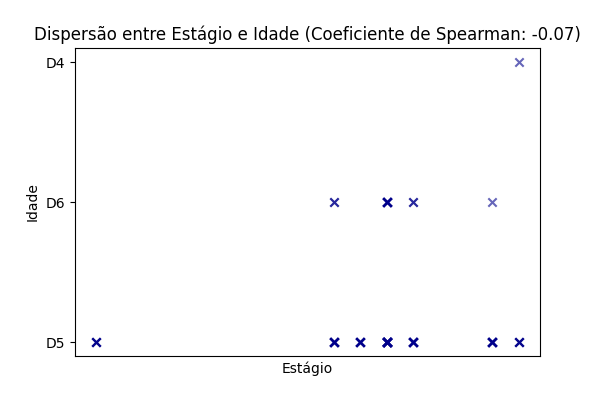 Dispersão entre Estágio e Idade (Coeficiente de Spearman: -0.07)
D4
D6
D5
Idade
Estágio